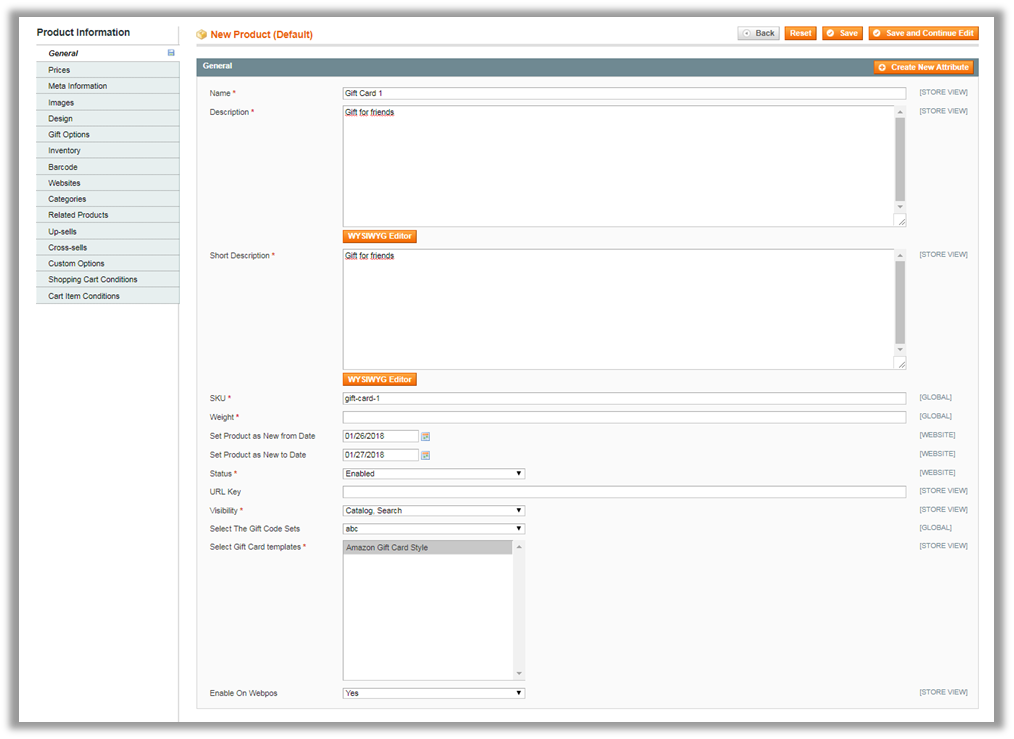 Product Information
General
Prices
Meta Information
Images
Design
Gift Options
Inventory
Barcode
Websites
Categories
Related Products
Up-sells
Cross-sells
Custom Options
Shopping Cart Conditions
Cart Item Conditions
New Product (Default)
Back Reset Save Save and Continue Edit
General Create New Attribute
Name * Gift Card 1 [STORE VIEW]
Description * Gift for friends [STORE VIEW]
WYSIWYG Editor
Short Description * Gift for friends [STORE VIEW]
WYSIWYG Editor
SKU * gift-card-1 [GLOBAL]
Weight * [GLOBAL]
Set Product as New from Date 01/26/2018 [WEBSITE]
Set Product as New to Date 01/27/2018 [WEBSITE]
Status * Enabled [WEBSITE]
URL Key [STORE VIEW]
Visibility * Catalog, Search [STORE VIEW]
Select The Gift Code Sets abc [GLOBAL]
Select Gift Card templates * Amazon Gift Card Style [STORE VIEW]
Enable On Webpos Yes [STORE VIEW]